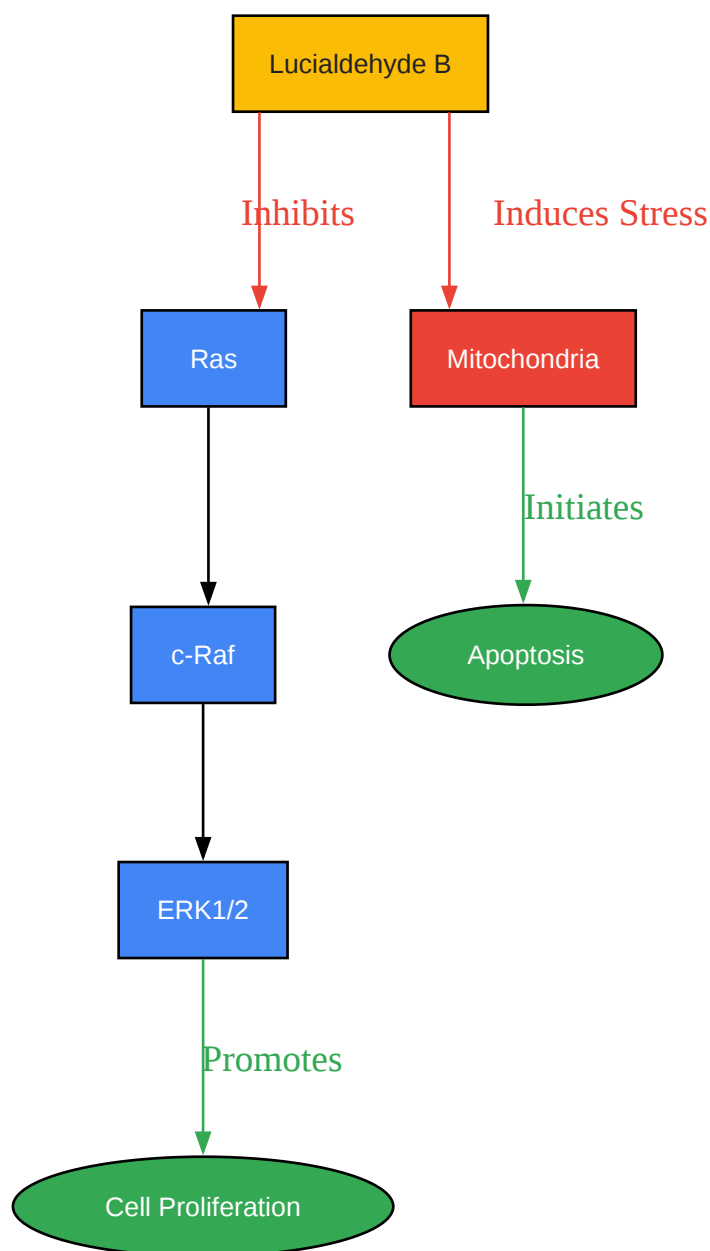 Lucialdehyde B
Inhibits
Induces Stress
Ras
Mitochondria
Initiates
c-Raf
Apoptosis
ERK1/2
Promotes
Cell Proliferation